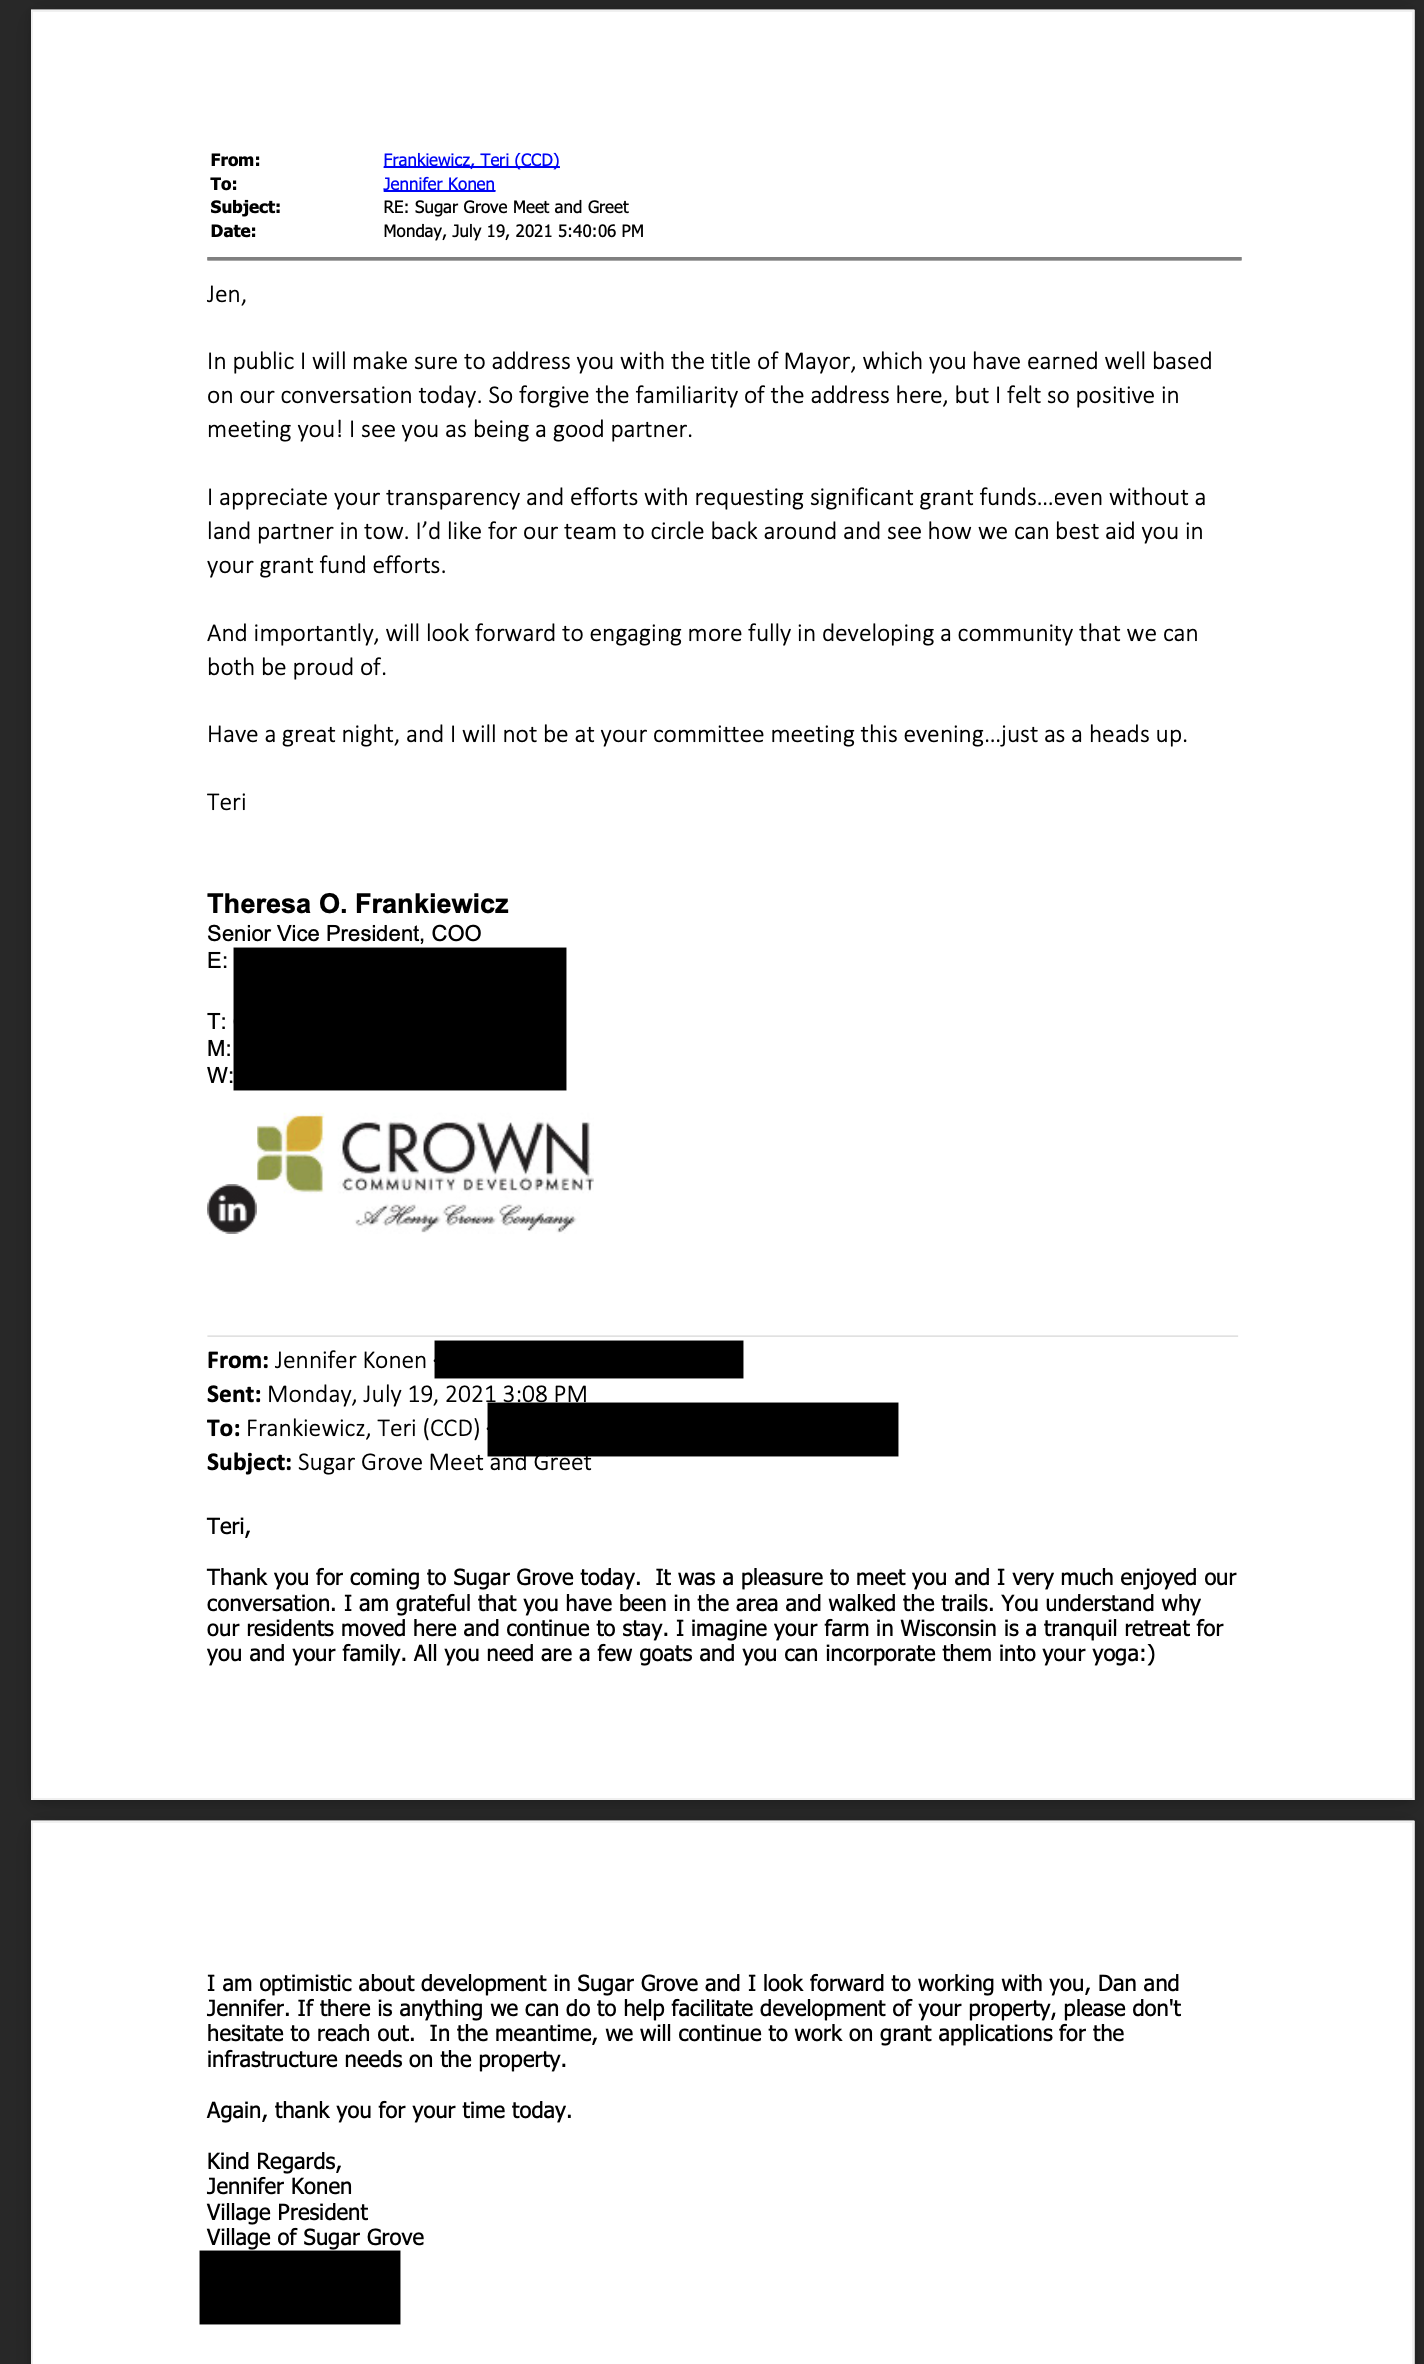 From: Frankiewicz, Teri (CCD)
To: Jennifer Konen
Subject: RE: Sugar Grove Meet and Greet
Date: Monday, July 19, 2021 5:40:06 PM
Jen,
In public I will make sure to address you with the title of Mayor, which you have earned well based
on our conversation today. So forgive the familiarity of the address here, but I felt so positive in
meeting you! I see you as being a good partner.
I appreciate your transparency and efforts with requesting significant grant funds…even without a
land partner in tow. I’d like for our team to circle back around and see how we can best aid you in
your grant fund efforts.
And importantly, will look forward to engaging more fully in developing a community that we can
both be proud of.
Have a great night, and I will not be at your committee meeting this evening…just as a heads up.
Teri
Theresa O. Frankiewicz
Senior Vice President, COO
E:
T:
M:
W:
CROWN
COMMUNITY DEVELOPMENT
A Henry Crown Company
in
From: Jennifer Konen
Sent: Monday, July 19, 2021 3:08 PM
To: Frankiewicz, Teri (CCD)
Subject: Sugar Grove Meet and Greet
Teri,
Thank you for coming to Sugar Grove today.  It was a pleasure to meet you and I very much enjoyed our
conversation. I am grateful that you have been in the area and walked the trails. You understand why
our residents moved here and continue to stay. I imagine your farm in Wisconsin is a tranquil retreat for
you and your family. All you need are a few goats and you can incorporate them into your yoga:)
I am optimistic about development in Sugar Grove and I look forward to working with you, Dan and
Jennifer. If there is anything we can do to help facilitate development of your property, please don't
hesitate to reach out.  In the meantime, we will continue to work on grant applications for the
infrastructure needs on the property.
Again, thank you for your time today.
Kind Regards,
Jennifer Konen
Village President
Village of Sugar Grove